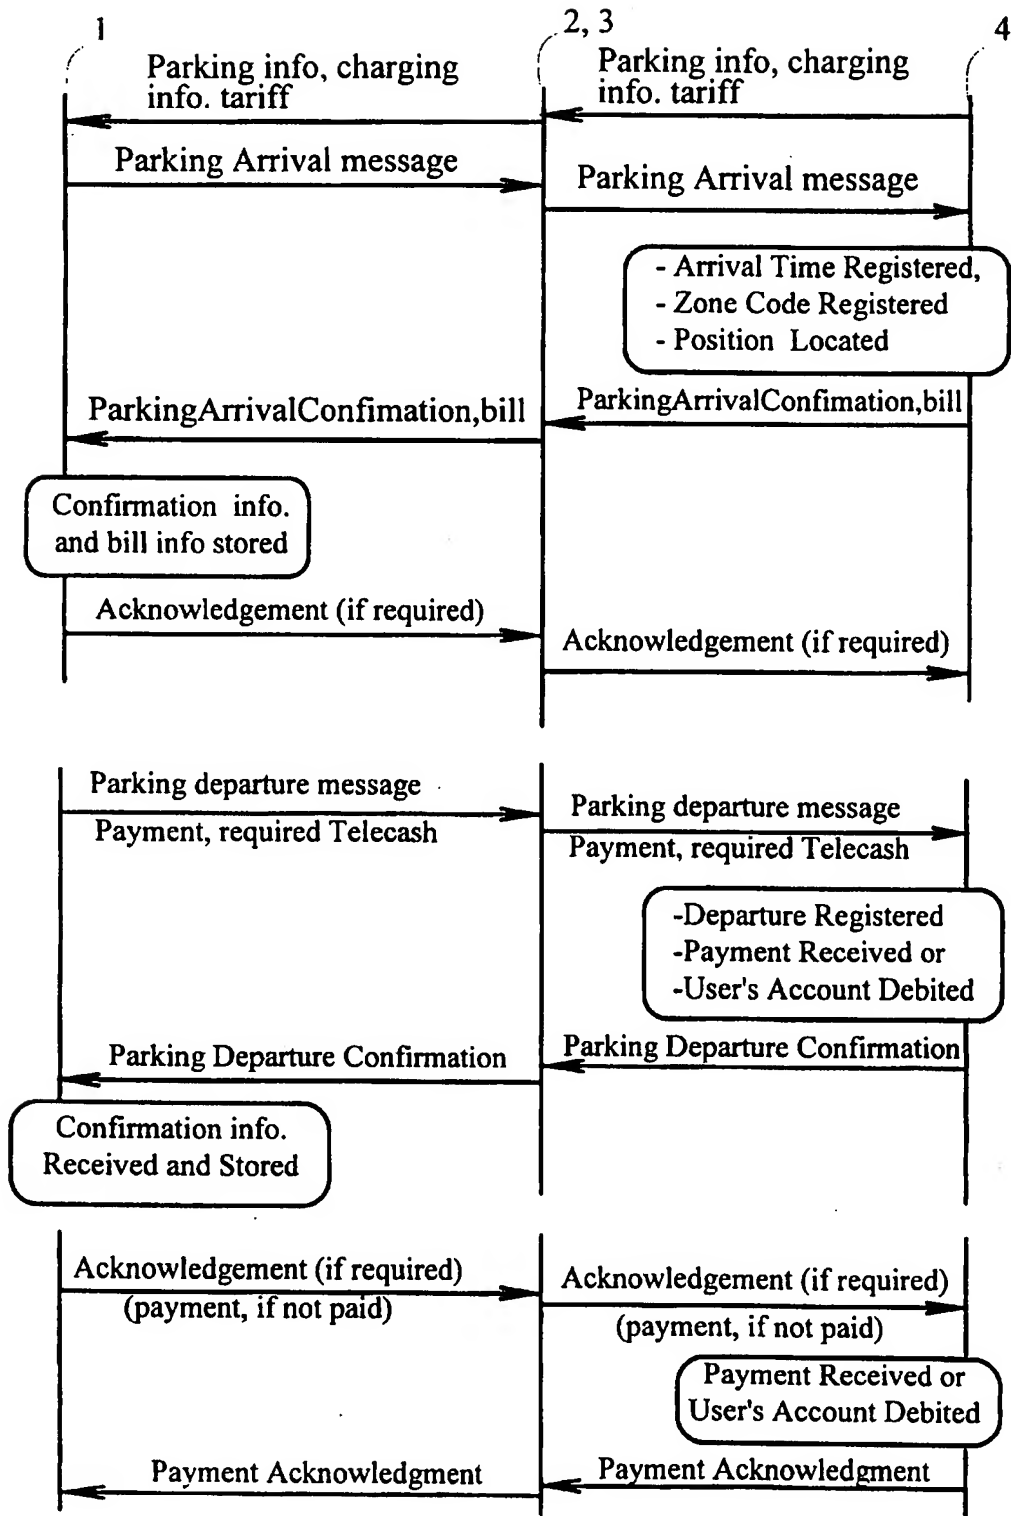 1
2, 3
4
Parking info, charging
info. tariff
Parking info, charging
info. tariff
Parking Arrival message
Parking Arrival message
- Arrival Time Registered,
- Zone Code Registered
- Position Located
ParkingArrivalConfimation,bill
ParkingArrivalConfimation,bill
Confirmation info.
and bill info stored
Acknowledgement (if required)
Acknowledgement (if required)
Parking departure message
Payment, required Telecash
Parking departure message
Payment, required Telecash
-Departure Registered
-Payment Received or
-User's Account Debited
Parking Departure Confirmation
Parking Departure Confirmation
Confirmation info.
Received and Stored
Acknowledgement (if required)
(payment, if not paid)
Acknowledgement (if required)
(payment, if not paid)
Payment Received or
User's Account Debited
Payment Acknowledgment
Payment Acknowledgment